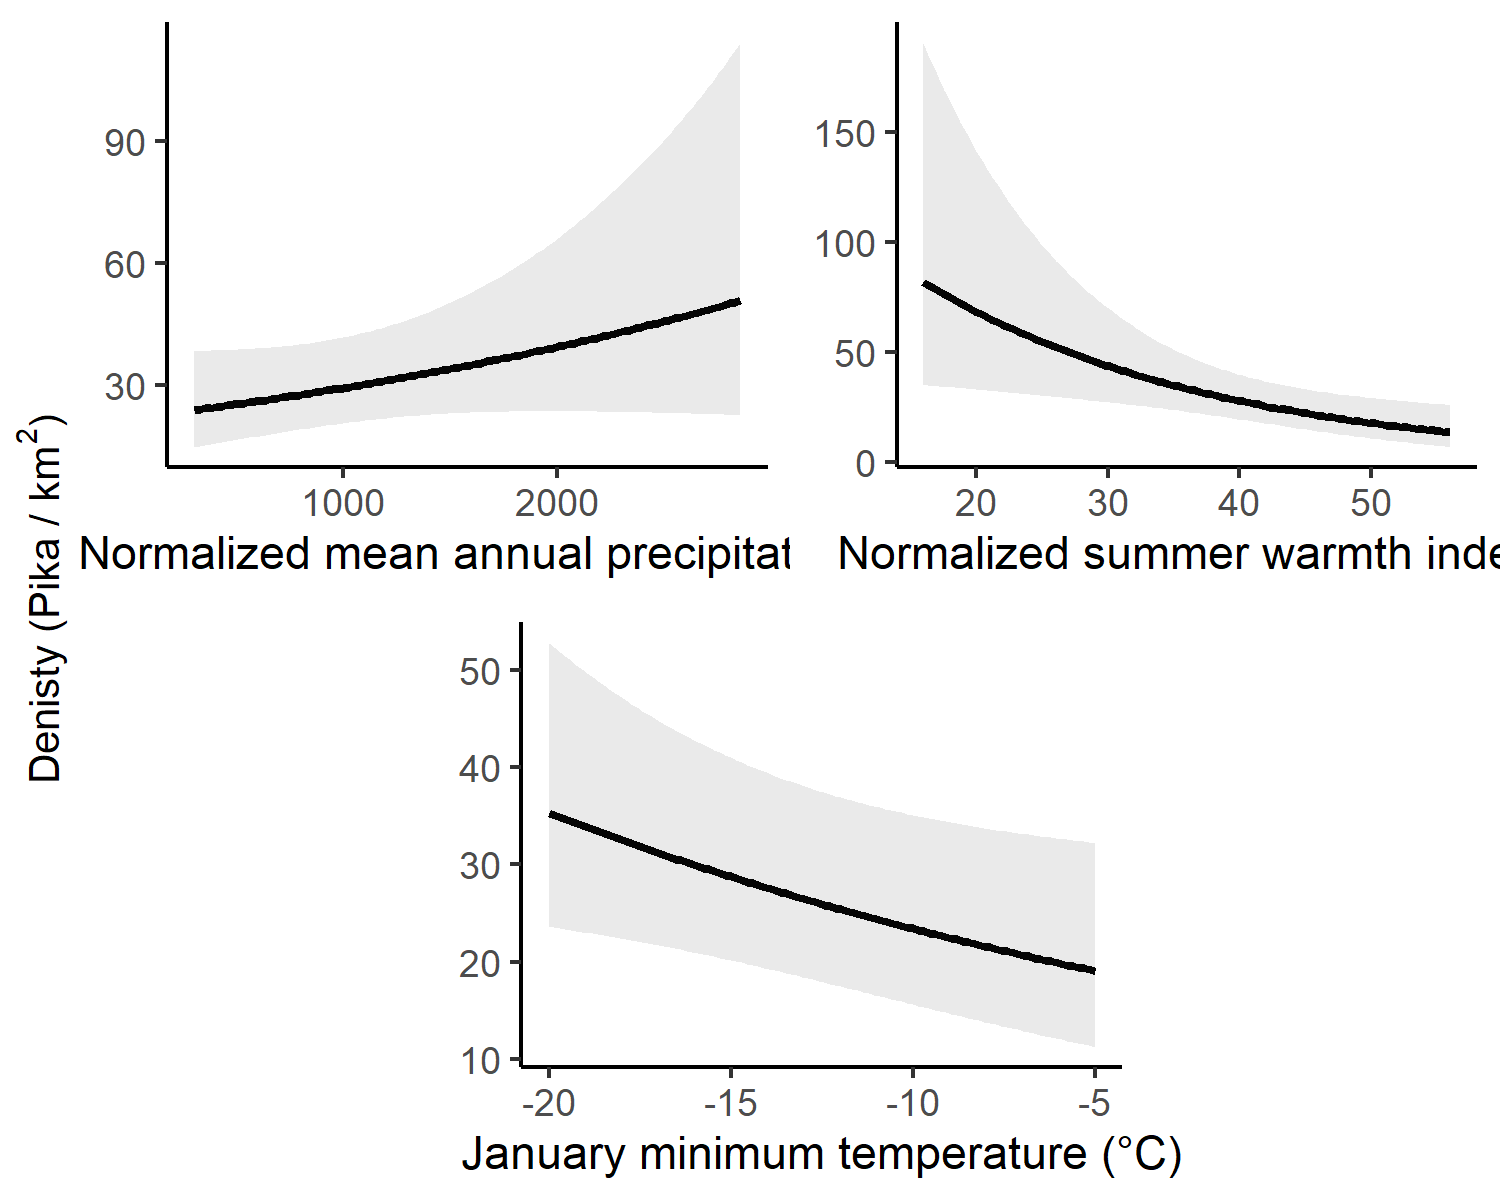 Denisty (Pika / km²)
90
60
30
1000 2000
Normalized mean annual precipitat
150
100
50
0
20 30 40 50
Normalized summer warmth inde
50
40
30
20
10
-20 -15 -10 -5
January minimum temperature (°C)